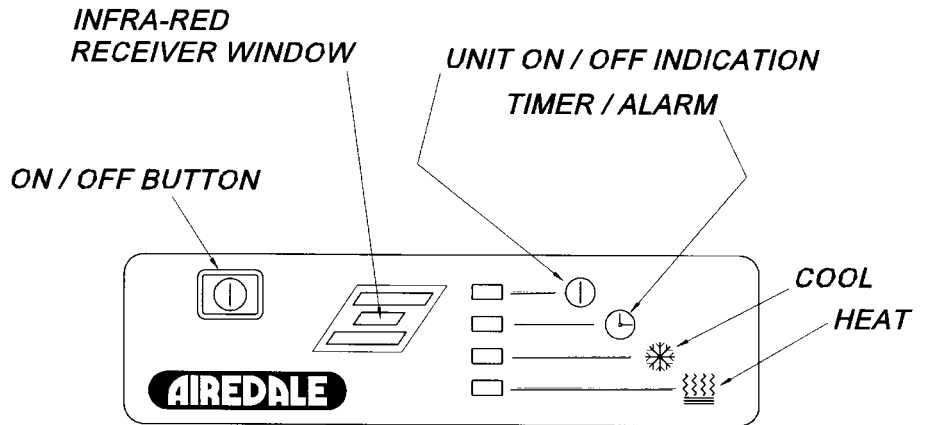 INFRA-RED
RECEIVER WINDOW
UNIT ON / OFF INDICATION
TIMER / ALARM
ON / OFF BUTTON
COOL
HEAT
AIREDALE